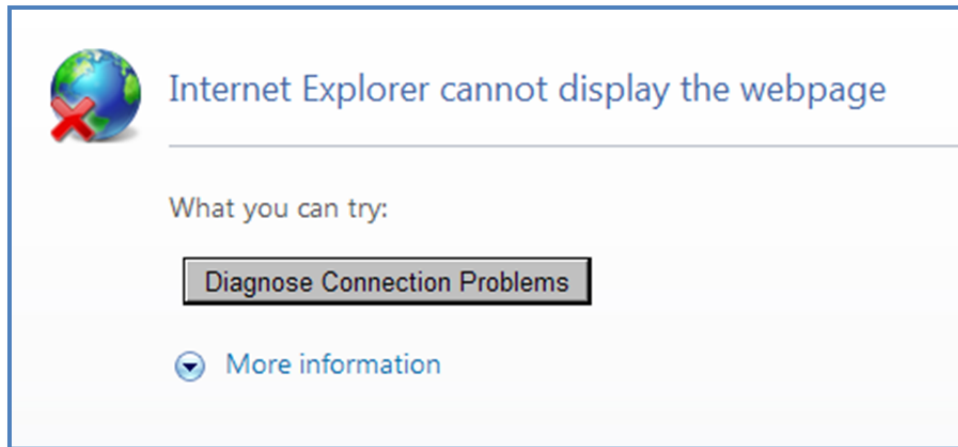 Internet Explorer cannot display the webpage
What you can try:
Diagnose Connection Problems
More information